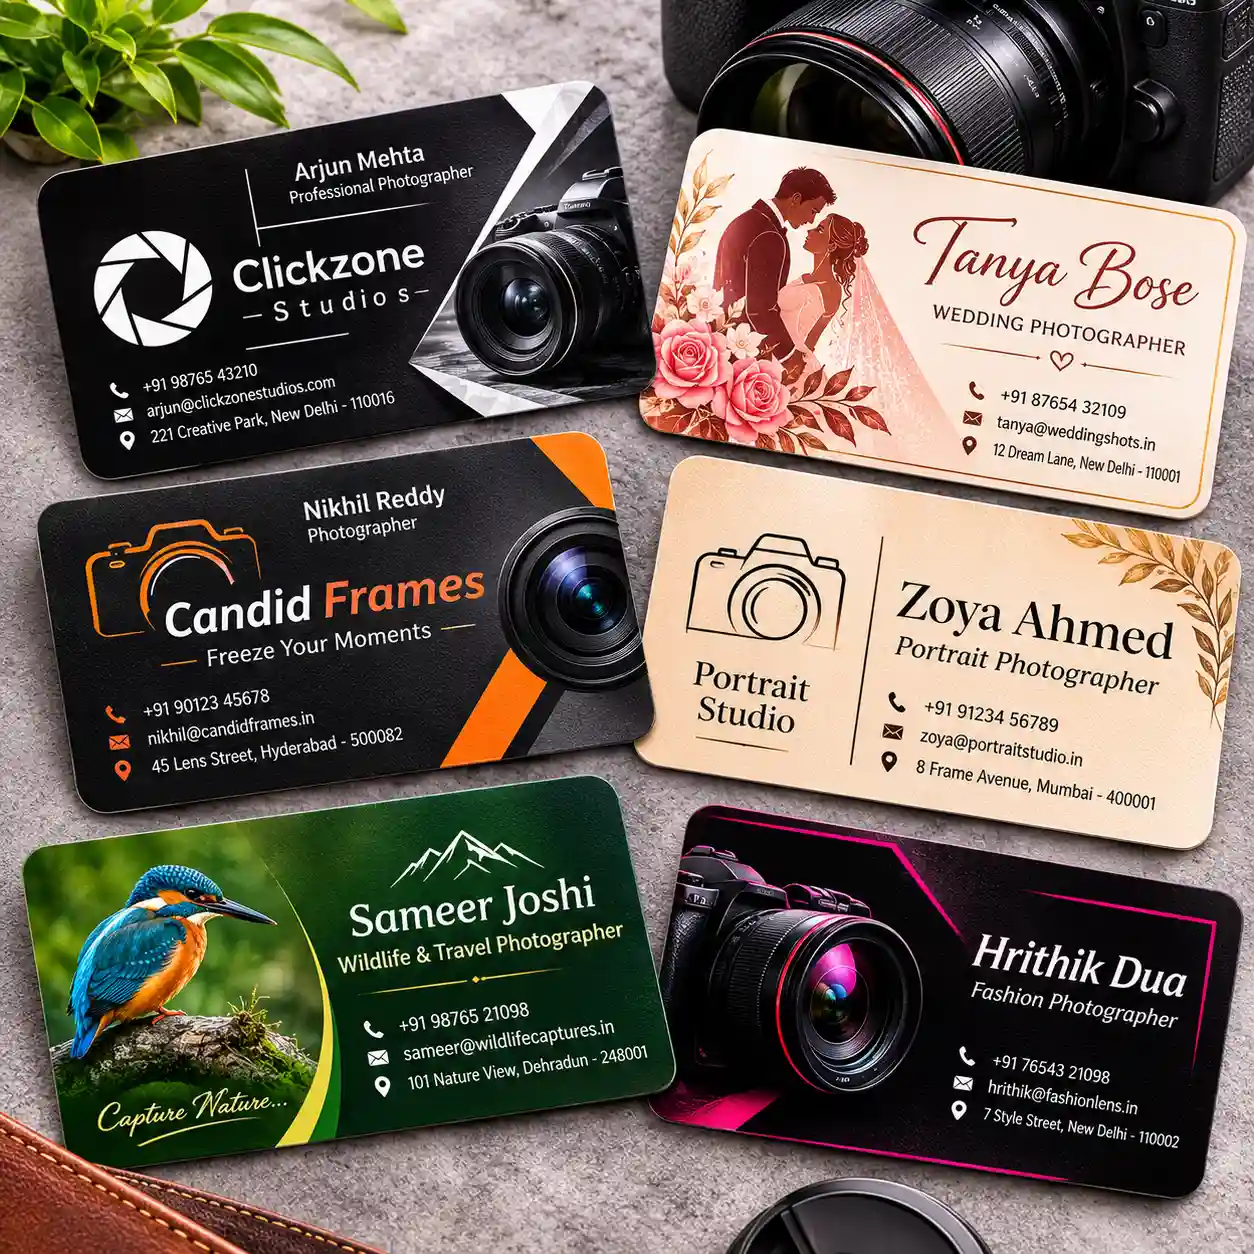 Arjun Mehta
Professional Photographer
Clickzone
Studios
+91 98765 43210
arjun@clickzonestudios.com
221 Creative Park, New Delhi - 110016
Tanya Bose
WEDDING PHOTOGRAPHER
+91 87654 32109
tanya@weddingshots.in
12 Dream Lane, New Delhi - 110001
Nikhil Reddy
Photographer
Candid Frames
Freeze Your Moments
+91 90123 45678
nikhil@candidframes.in
45 Lens Street, Hyderabad - 500082
Portrait
Studio
Zoya Ahmed
Portrait Photographer
+91 91234 56789
zoya@portraitstudio.in
8 Frame Avenue, Mumbai - 400001
Sameer Joshi
Wildlife & Travel Photographer
+91 98765 21098
sameer@wildlifecaptures.in
101 Nature View, Dehradun - 248001
Capture Nature...
Hrithik Dua
Fashion Photographer
+91 76543 21098
hrithik@fashionlens.in
7 Style Street, New Delhi - 110002